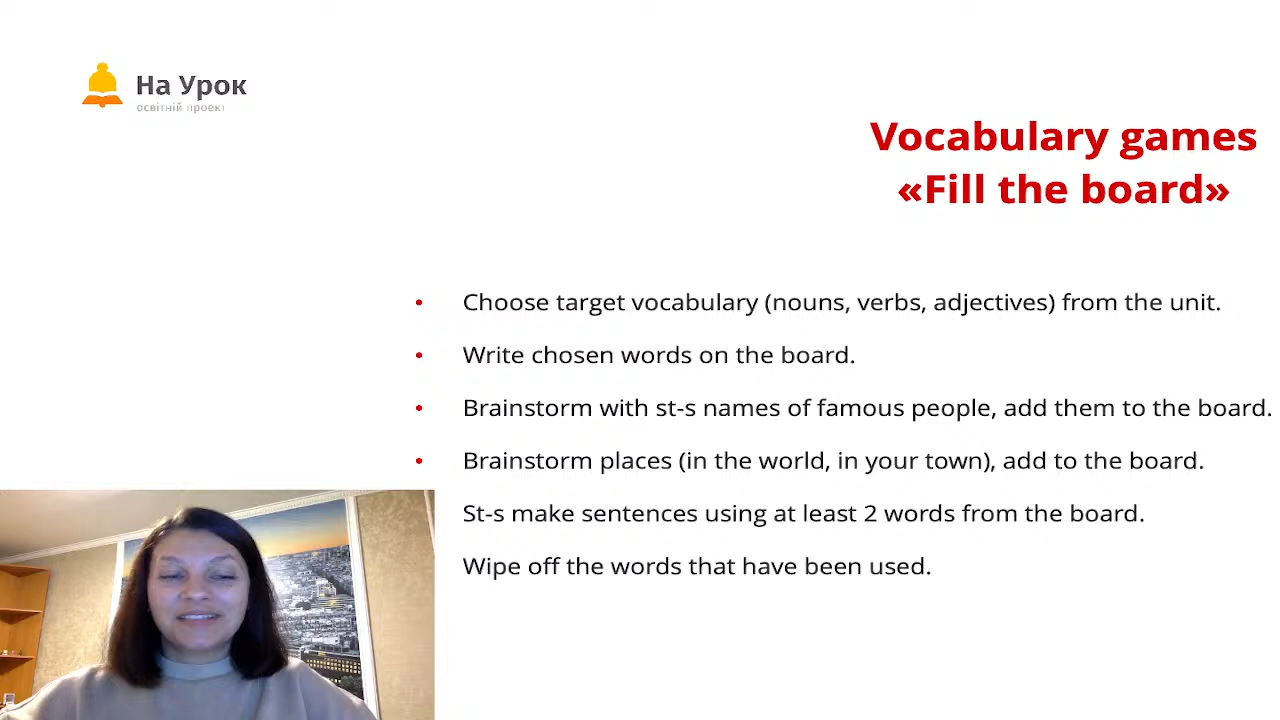 На Урок
освітній проект
Vocabulary games
«Fill the board»
• Choose target vocabulary (nouns, verbs, adjectives) from the unit.
• Write chosen words on the board.
• Brainstorm with st-s names of famous people, add them to the board.
• Brainstorm places (in the world, in your town), add to the board.
St-s make sentences using at least 2 words from the board.
Wipe off the words that have been used.